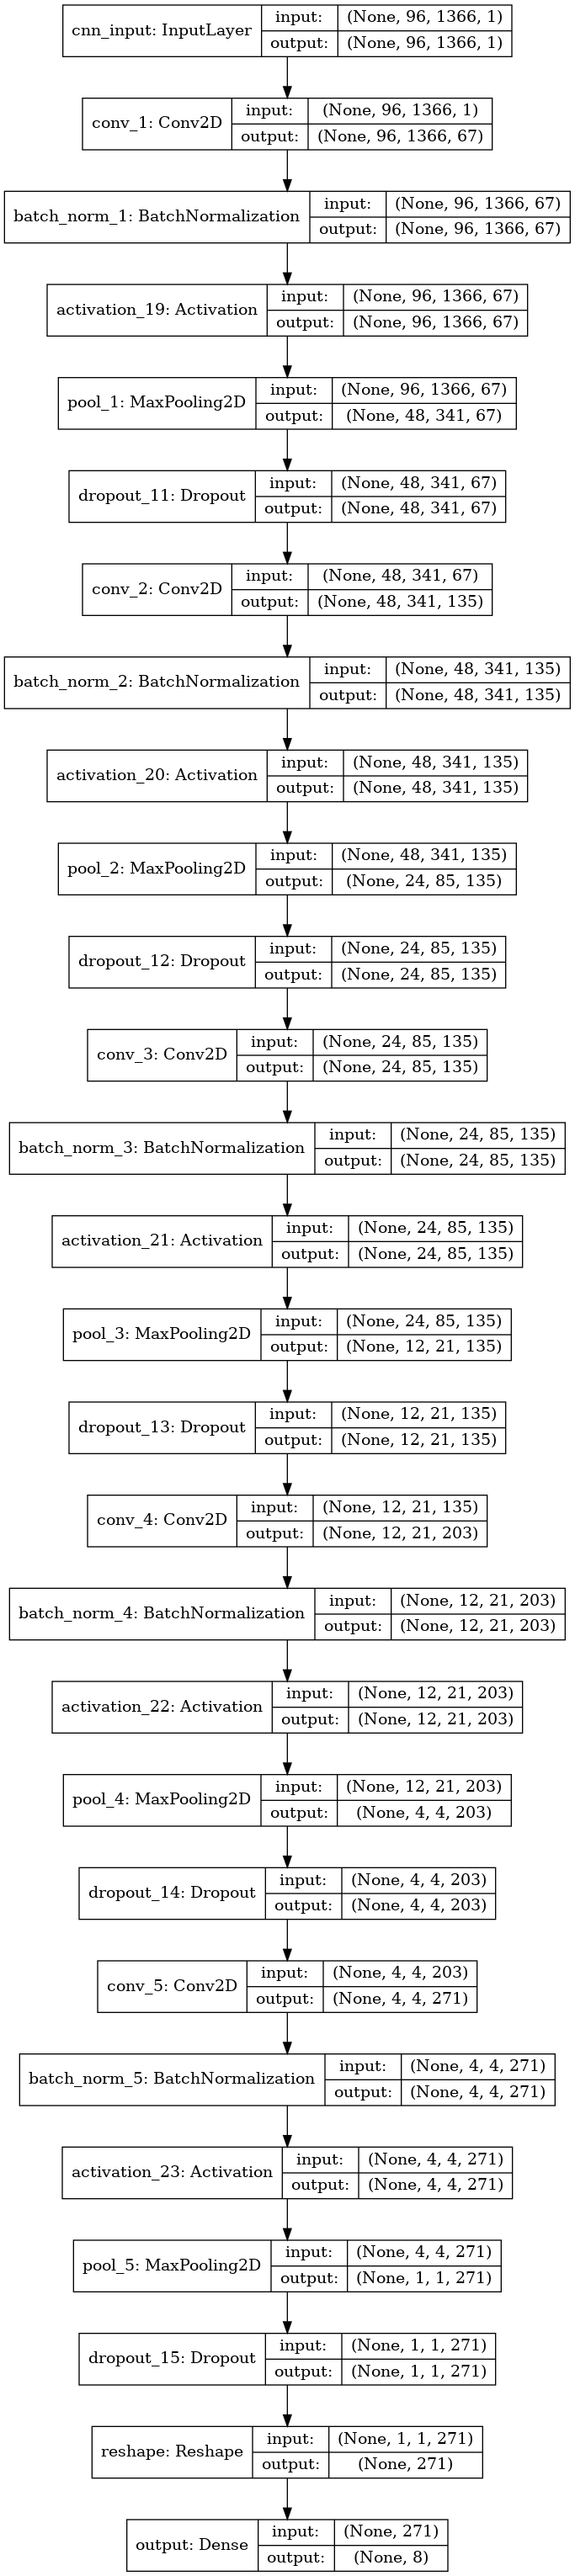 cnn_input: InputLayer
input: (None, 96, 1366, 1)
output: (None, 96, 1366, 1)
conv_1: Conv2D
input: (None, 96, 1366, 1)
output: (None, 96, 1366, 67)
batch_norm_1: BatchNormalization
input: (None, 96, 1366, 67)
output: (None, 96, 1366, 67)
activation_19: Activation
input: (None, 96, 1366, 67)
output: (None, 96, 1366, 67)
pool_1: MaxPooling2D
input: (None, 96, 1366, 67)
output: (None, 48, 341, 67)
dropout_11: Dropout
input: (None, 48, 341, 67)
output: (None, 48, 341, 67)
conv_2: Conv2D
input: (None, 48, 341, 67)
output: (None, 48, 341, 135)
batch_norm_2: BatchNormalization
input: (None, 48, 341, 135)
output: (None, 48, 341, 135)
activation_20: Activation
input: (None, 48, 341, 135)
output: (None, 48, 341, 135)
pool_2: MaxPooling2D
input: (None, 48, 341, 135)
output: (None, 24, 85, 135)
dropout_12: Dropout
input: (None, 24, 85, 135)
output: (None, 24, 85, 135)
conv_3: Conv2D
input: (None, 24, 85, 135)
output: (None, 24, 85, 135)
batch_norm_3: BatchNormalization
input: (None, 24, 85, 135)
output: (None, 24, 85, 135)
activation_21: Activation
input: (None, 24, 85, 135)
output: (None, 24, 85, 135)
pool_3: MaxPooling2D
input: (None, 24, 85, 135)
output: (None, 12, 21, 135)
dropout_13: Dropout
input: (None, 12, 21, 135)
output: (None, 12, 21, 135)
conv_4: Conv2D
input: (None, 12, 21, 135)
output: (None, 12, 21, 203)
batch_norm_4: BatchNormalization
input: (None, 12, 21, 203)
output: (None, 12, 21, 203)
activation_22: Activation
input: (None, 12, 21, 203)
output: (None, 12, 21, 203)
pool_4: MaxPooling2D
input: (None, 12, 21, 203)
output: (None, 4, 4, 203)
dropout_14: Dropout
input: (None, 4, 4, 203)
output: (None, 4, 4, 203)
conv_5: Conv2D
input: (None, 4, 4, 203)
output: (None, 4, 4, 271)
batch_norm_5: BatchNormalization
input: (None, 4, 4, 271)
output: (None, 4, 4, 271)
activation_23: Activation
input: (None, 4, 4, 271)
output: (None, 4, 4, 271)
pool_5: MaxPooling2D
input: (None, 4, 4, 271)
output: (None, 1, 1, 271)
dropout_15: Dropout
input: (None, 1, 1, 271)
output: (None, 1, 1, 271)
reshape: Reshape
input: (None, 1, 1, 271)
output: (None, 271)
output: Dense
input: (None, 271)
output: (None, 8)